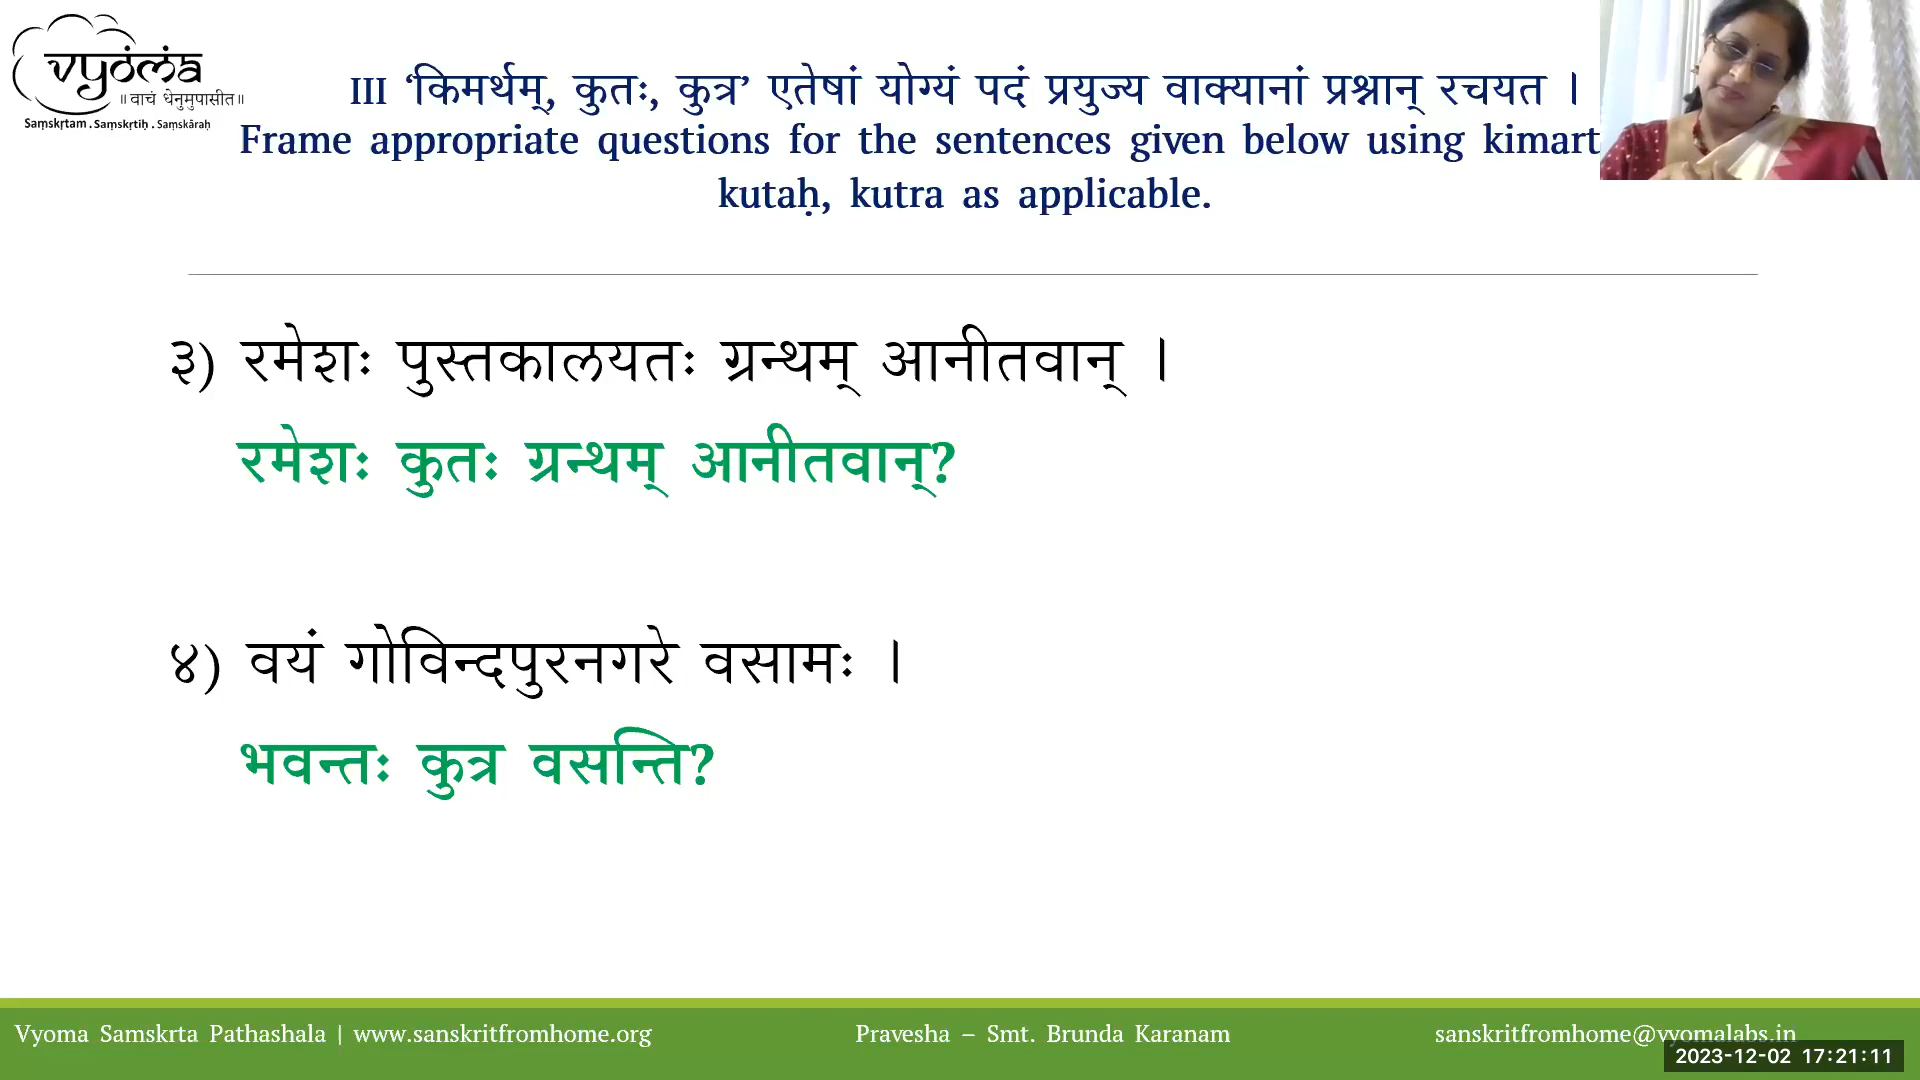 vyoma
॥वाचं धेनुमुपासीत॥
Saṃskṛtam . Saṃskṛtiḥ . Saṃskāraḥ
III ‘किमर्थम्, कुतः, कुत्र’ एतेषां योग्यं पदं प्रयुज्य वाक्यानां प्रश्नान् रचयत ।
Frame appropriate questions for the sentences given below using kimart
kutaḥ, kutra as applicable.
३) रमेशः पुस्तकालयतः ग्रन्थम् आनीतवान् ।
रमेशः कुतः ग्रन्थम् आनीतवान्?
४) वयं गोविन्दपुरनगरे वसामः ।
भवन्तः कुत्र वसन्ति?
Vyoma Samskrta Pathashala | www.sanskritfromhome.org Pravesha – Smt. Brunda Karanam sanskritfromhome@vyomalabs.in
2023-12-02 17:21:11